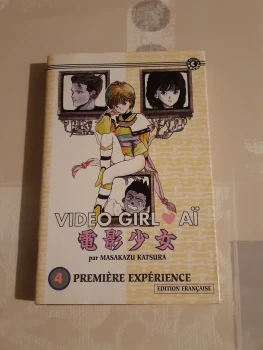 VIDEO GIRL AÏ
電影少女
par MASAKAZU KATSURA
4 PREMIÈRE EXPÉRIENCE
EDITION FRANÇAISE